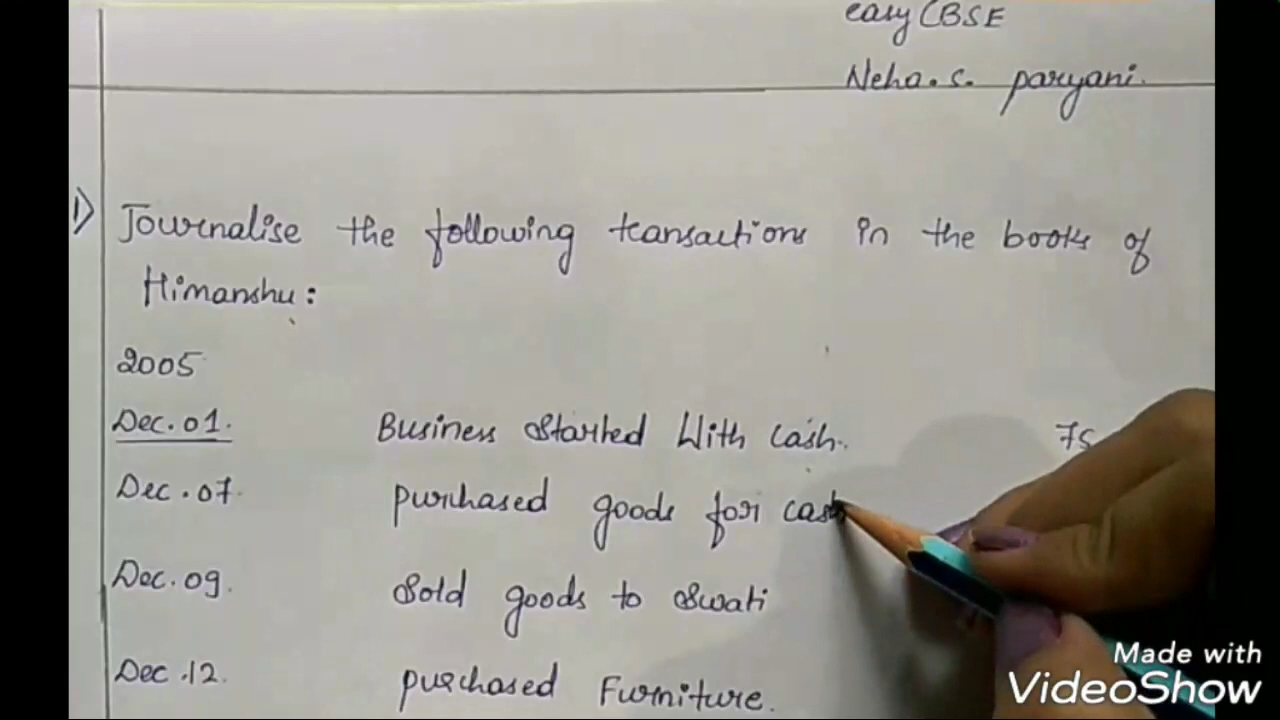 easy CBSE
Neha. S. paryani.
1) Journalise the following transactions in the books of
Himanshu:
2005
Dec. 01. Business Started With cash.
Dec. 07. purchased goods for cash
Dec. 09. Sold goods to Swati
Dec. 12. purchased Furniture.
Made with
VideoShow